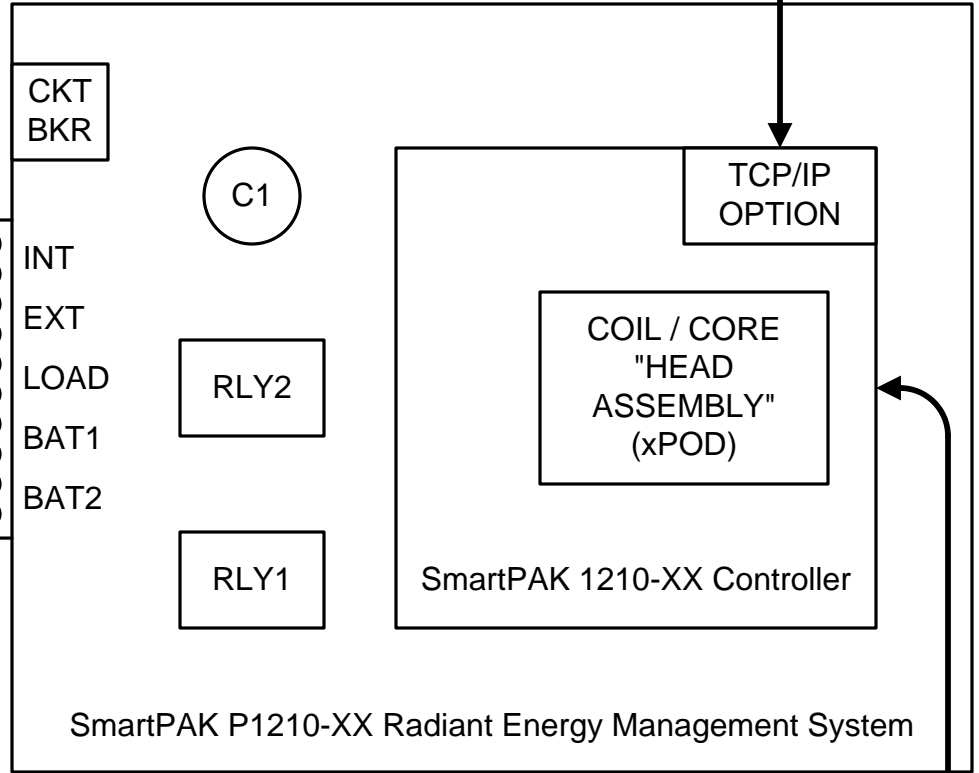 CKT
BKR
C1
TCP/IP
OPTION
INT
EXT
LOAD
BAT1
BAT2
RLY2
COIL / CORE
"HEAD
ASSEMBLY"
(xPOD)
RLY1
SmartPAK 1210-XX Controller
SmartPAK P1210-XX Radiant Energy Management System